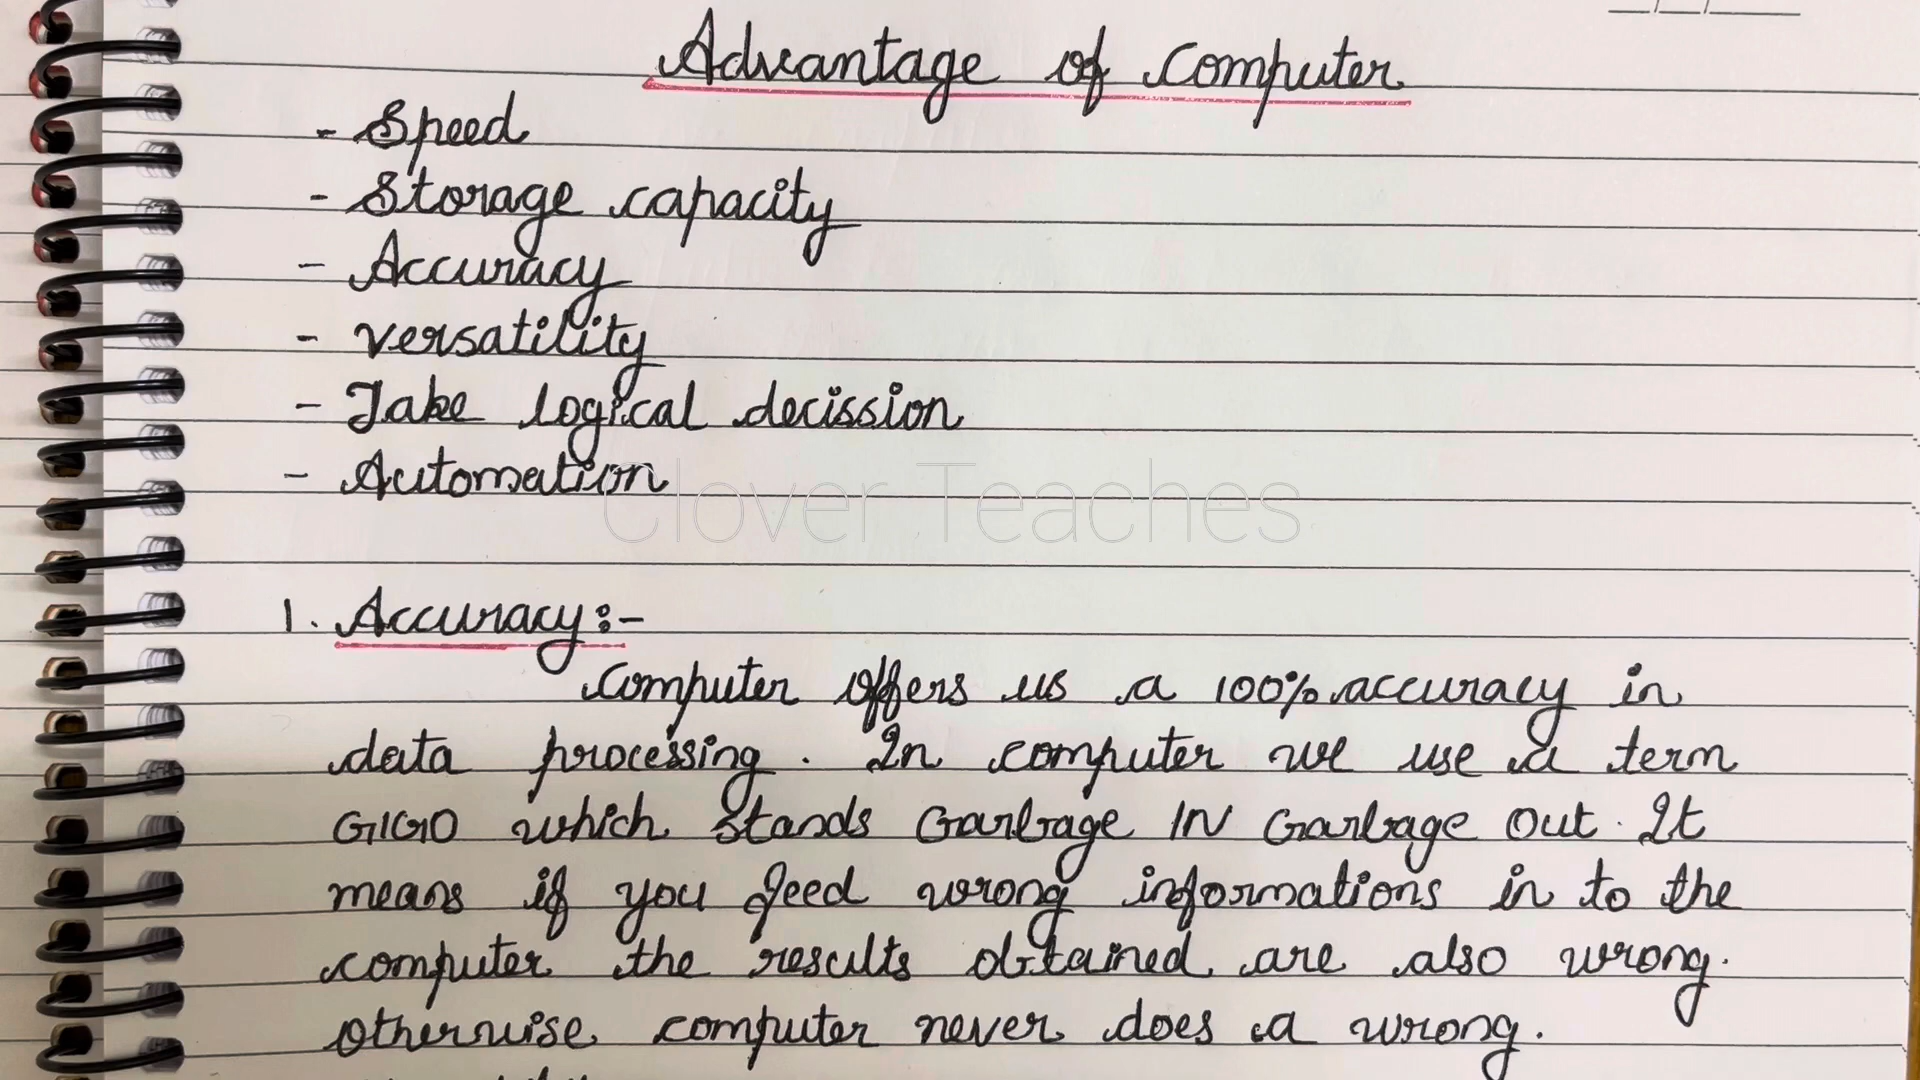 Advantage of Computer
- Speed
- Storage capacity
- Accuracy
- versatility
- Take logical decission
- Automation
Clover Teaches
1. Accuracy:-
Computer offers us a 100% accuracy in
data processing. In computer we use a term
GIGO which stands Garbage IN Garbage Out. It
means if you feed wrong informations in to the
computer the results obtained are also wrong.
otherwise computer never does a wrong.